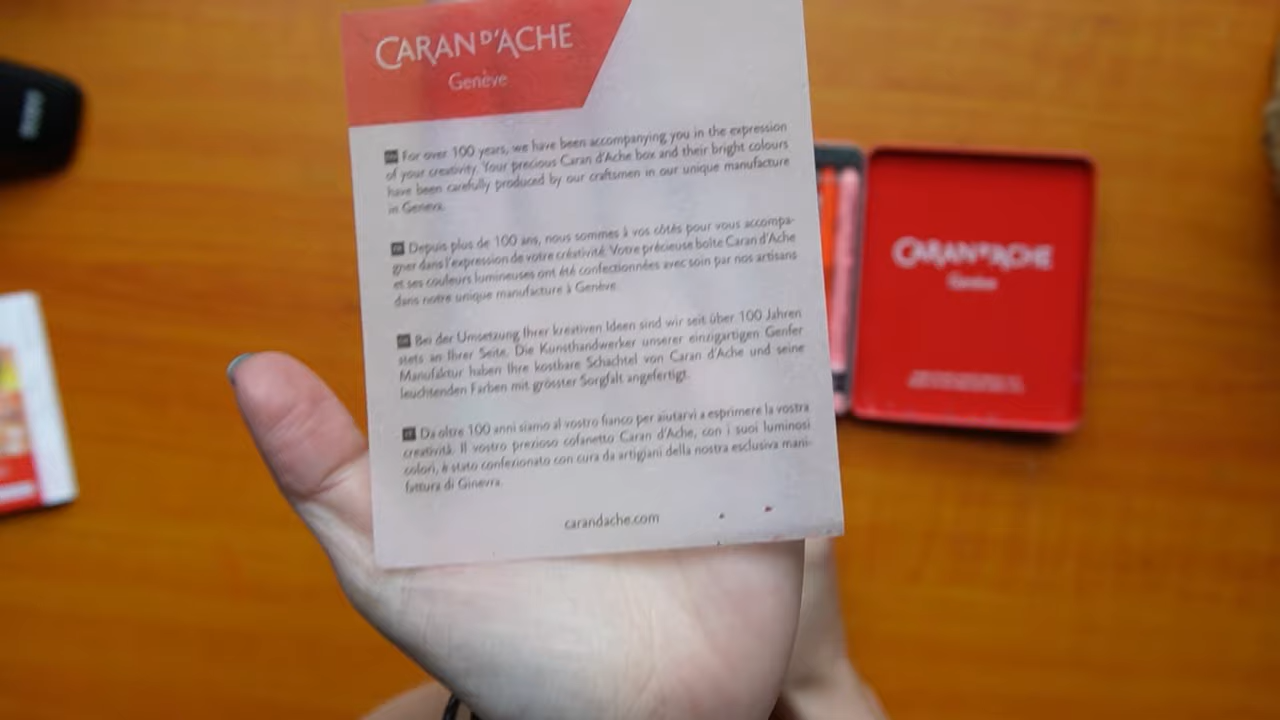 CARAN D'ACHE
Genève
EN For over 100 years, we have been accompanying you in the expression
of your creativity. Your precious Caran d'Ache box and their bright colours
have been carefully produced by our craftsmen in our unique manufacture
in Geneva.
FR Depuis plus de 100 ans, nous sommes à vos côtés pour vous accompa-
gner dans l'expression de votre créativité. Votre précieuse boîte Caran d'Ache
et ses couleurs lumineuses ont été confectionnées avec soin par nos artisans
dans notre unique manufacture à Genève.
Bei der Umsetzung Ihrer kreativen Ideen sind wir seit über 100 Jahren
stets an Ihrer Seite. Die Kunsthandwerker unserer einzigartigen Genfer
Manufaktur haben Ihre kostbare Schachtel von Caran d'Ache und seine
leuchtenden Farben mit grösster Sorgfalt angefertigt.
Da oltre 100 anni siamo al vostro fianco per aiutarvi a esprimere la vostra
creatività. Il vostro prezioso cofanetto Caran d'Ache, con i suoi luminosi
colori, è stato confezionato con cura da artigiani della nostra esclusiva mani-
fattura di Ginevra.
carandache.com
CARAN D'ACHE
Genève